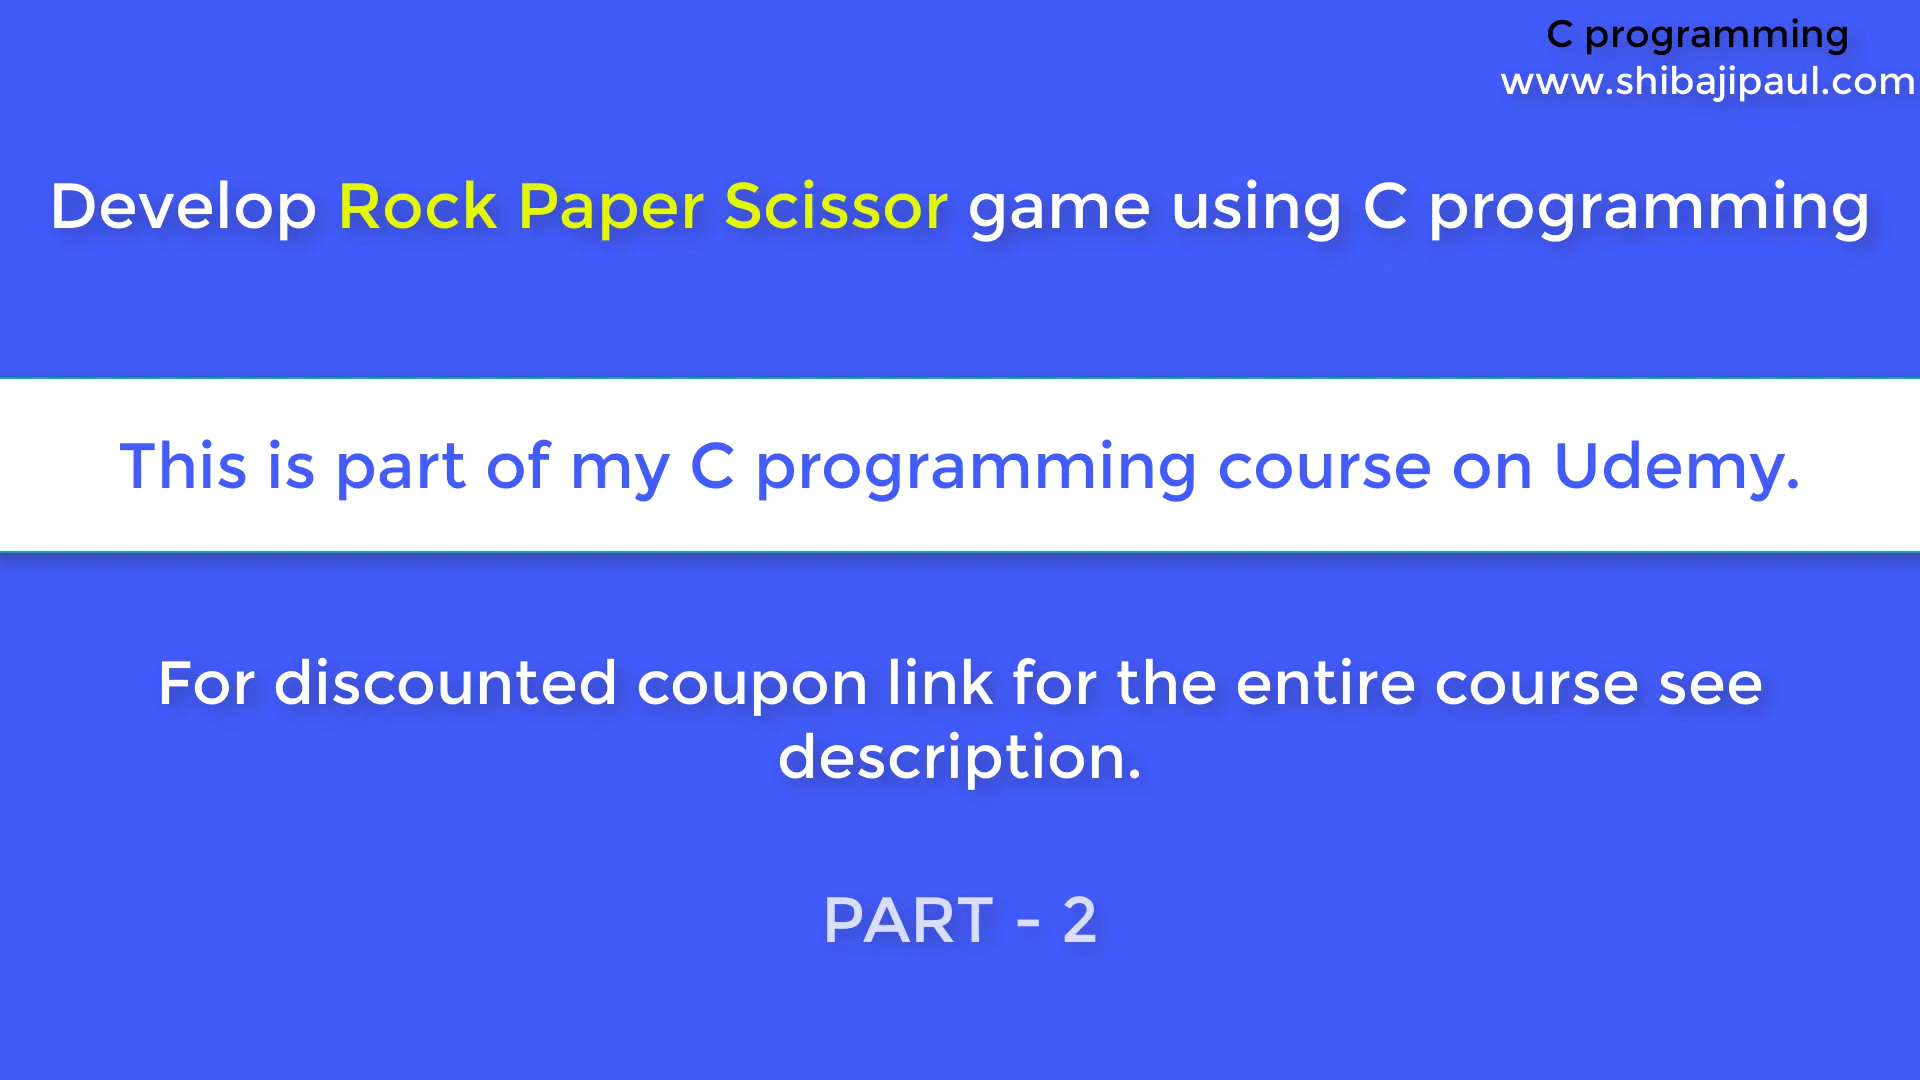 C programming
www.shibajipaul.com
Develop Rock Paper Scissor game using C programming
This is part of my C programming course on Udemy.
For discounted coupon link for the entire course see
description.
PART - 2